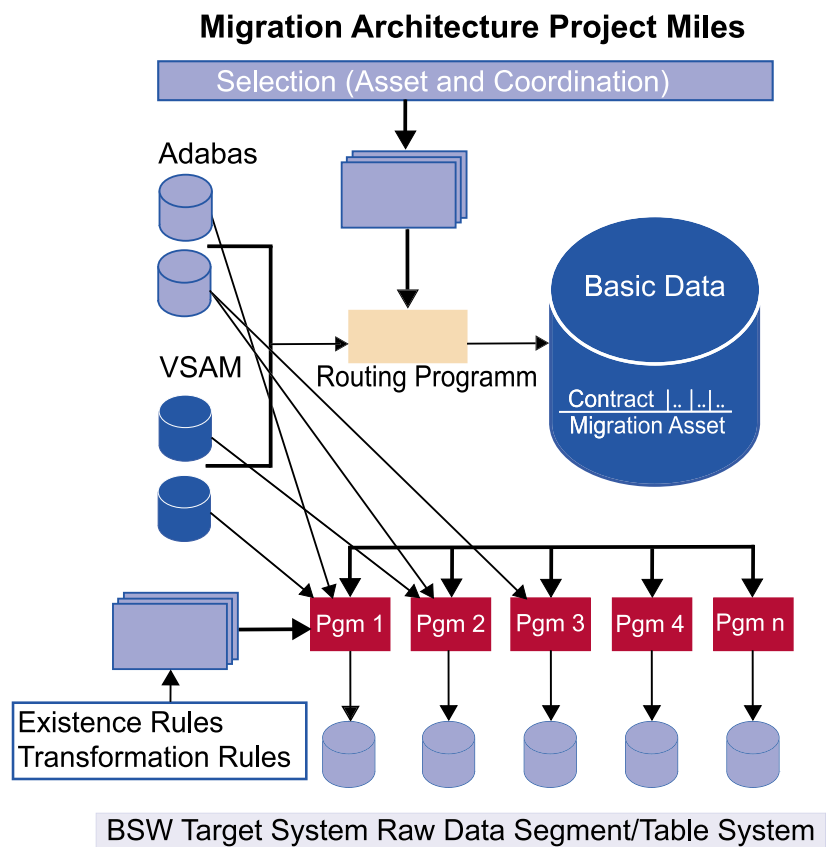 Migration Architecture Project Miles
Selection (Asset and Coordination)
Adabas
Basic Data
VSAM
Routing Programm
Contract |.. |..|..
Migration Asset
Pgm 1
Pgm 2
Pgm 3
Pgm 4
Pgm n
Existence Rules
Transformation Rules
BSW Target System Raw Data Segment/Table System